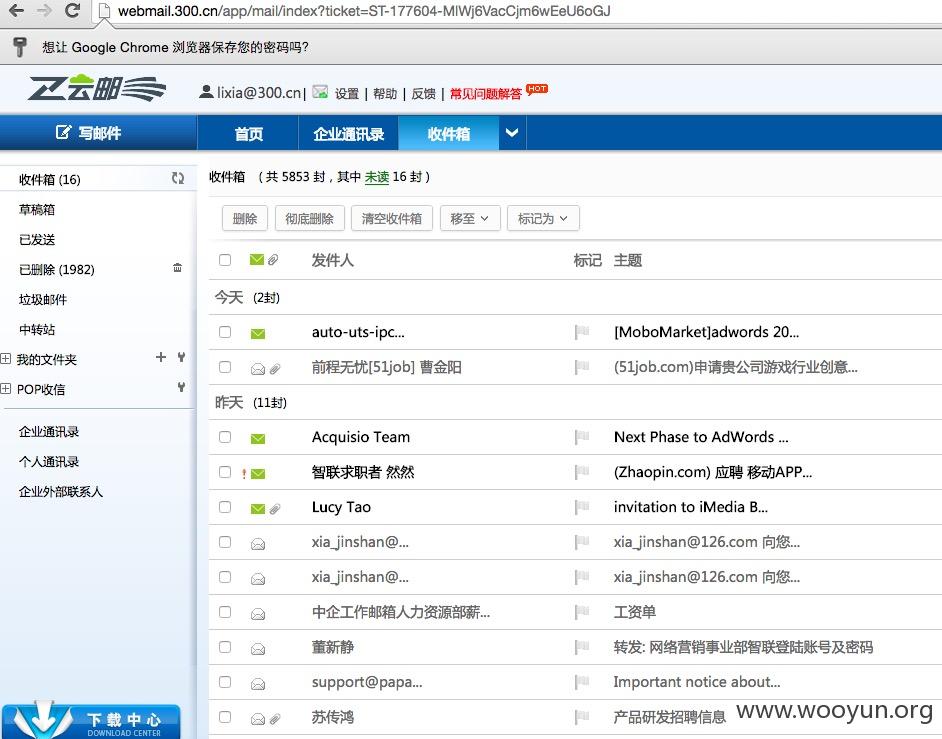 webmail.300.cn/app/mail/index?ticket=ST-177604-MlWj6VacCjm6wEeU6oGJ
想让 Google Chrome 浏览器保存您的密码吗?
云邮 lixia@300.cn | 设置 | 帮助 | 反馈 | 常见问题解答 HOT
写邮件 首页 企业通讯录 收件箱
收件箱 (16)
草稿箱
已发送
已删除 (1982)
垃圾邮件
中转站
我的文件夹
POP收信
企业通讯录
个人通讯录
企业外部联系人
下载中心
DOWNLOAD CENTER
收件箱 ( 共 5853 封 , 其中 未读 16 封 )
删除 彻底删除 清空收件箱 移至 标记为
发件人 标记 主题
今天 (2封)
auto-uts-ipc... [MoboMarket]adwords 20...
前程无忧[51job] 曹金阳 (51job.com)申请贵公司游戏行业创意...
昨天 (11封)
Acquisio Team Next Phase to AdWords ...
智联求职者 然然 (Zhaopin.com) 应聘 移动APP...
Lucy Tao invitation to iMedia B...
xia_jinshan@... xia_jinshan@126.com 向您...
xia_jinshan@... xia_jinshan@126.com 向您...
中企工作邮箱人力资源部薪... 工资单
董新静 转发: 网络营销事业部智联登陆账号及密码
support@papa... Important notice about...
苏传鸿 产品研发招聘信息
www.wooyun.org